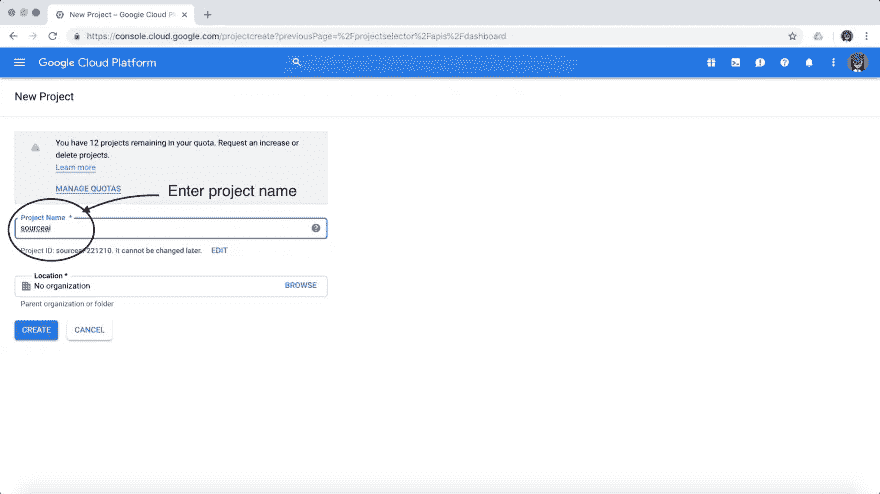 New Project – Google Cloud Pl
https://console.cloud.google.com/projectcreate?previousPage=%2Fprojectselector%2Fapis%2Fdashboard
Google Cloud Platform
New Project
You have 12 projects remaining in your quota. Request an increase or
delete projects.
Learn more
MANAGE QUOTAS
Enter project name
Project Name *
sourceai
Project ID: 221210. It cannot be changed later. EDIT
Location *
No organization BROWSE
Parent organization or folder
CREATE CANCEL